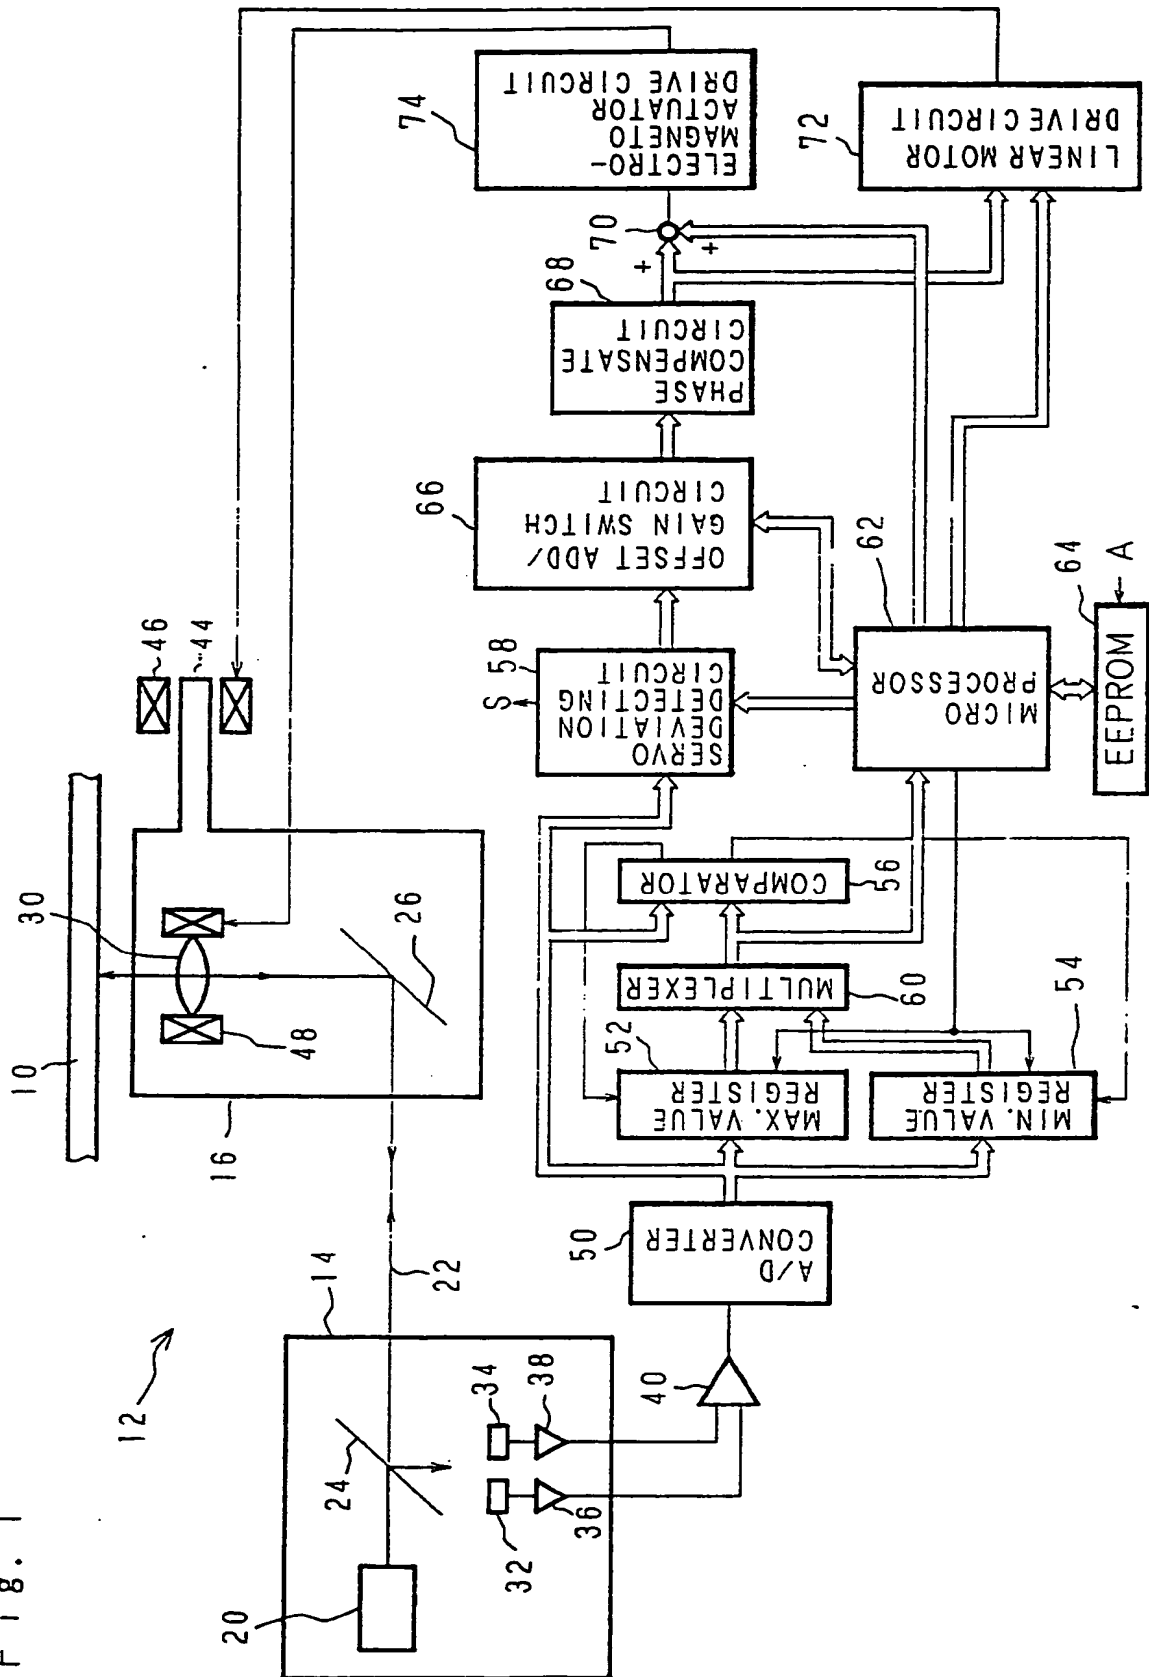 Fig. 1
12
10
16
30
48
26
46
44
14
20
24
22
32
34
36
38
40
50
A/D
CONVERTER
52
MAX. VALUE
REGISTER
54
MIN. VALUE
REGISTER
60
MULTIPLEXER
56
COMPARATOR
S
58
SERVO
DEVIATION
DETECTING
CIRCUIT
62
MICRO
PROCESSOR
64
EEPROM
A
66
OFFSET ADD/
GAIN SWITCH
CIRCUIT
68
PHASE
COMPENSATE
CIRCUIT
70
+
+
74
ELECTRO-
MAGNETO
ACTUATOR
DRIVE CIRCUIT
72
LINEAR MOTOR
DRIVE CIRCUIT